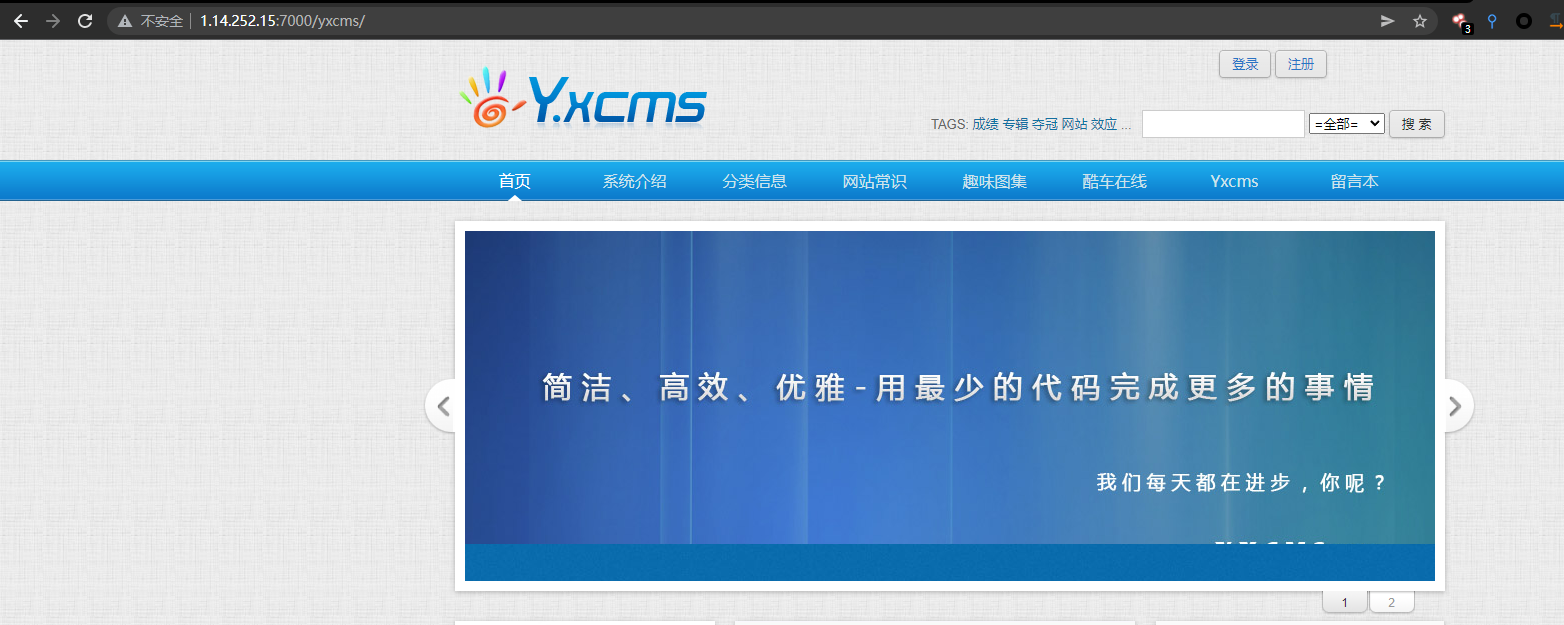 不安全 1.14.252.15:7000/yxcms/
3
登录 注册
Y.xcms
TAGS: 成绩 专辑 夺冠 网站 效应 ... =全部= 搜 索
首页 系统介绍 分类信息 网站常识 趣味图集 酷车在线 Yxcms 留言本
简洁、高效、优雅-用最少的代码完成更多的事情
我们每天都在进步，你呢？
1 2